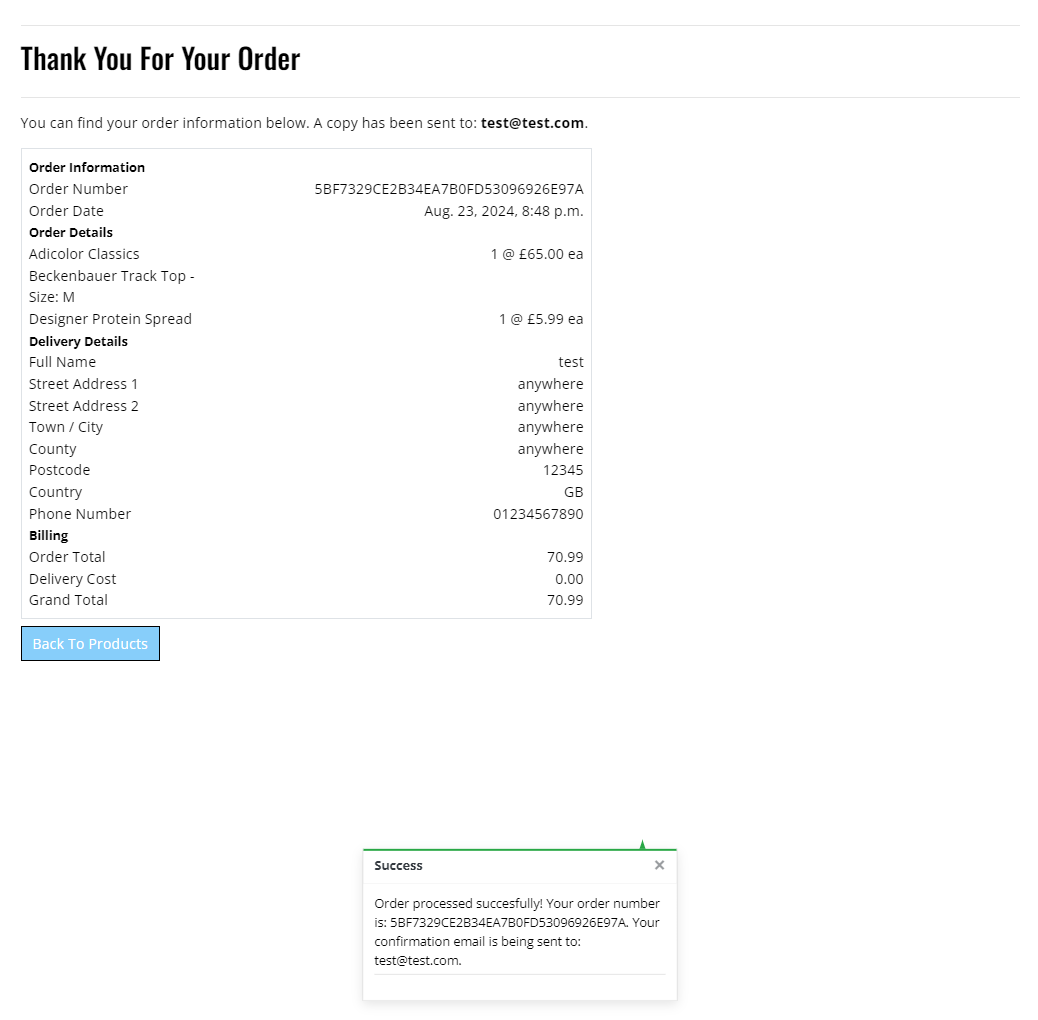 Thank You For Your Order
You can find your order information below. A copy has been sent to: test@test.com.
Order Information
Order Number 5BF7329CE2B34EA7B0FD53096926E97A
Order Date Aug. 23, 2024, 8:48 p.m.
Order Details
Adicolor Classics 1 @ £65.00 ea
Beckenbauer Track Top -
Size: M
Designer Protein Spread 1 @ £5.99 ea
Delivery Details
Full Name test
Street Address 1 anywhere
Street Address 2 anywhere
Town / City anywhere
County anywhere
Postcode 12345
Country GB
Phone Number 01234567890
Billing
Order Total 70.99
Delivery Cost 0.00
Grand Total 70.99
Back To Products
Success ×
Order processed succesfully! Your order number
is: 5BF7329CE2B34EA7B0FD53096926E97A. Your
confirmation email is being sent to:
test@test.com.